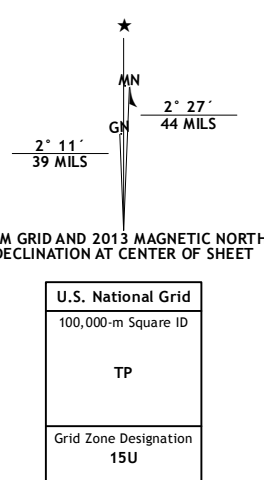 ★
MN
2° 27´
44 MILS
GN
2° 11´
39 MILS
M GRID AND 2013 MAGNETIC NORTH
DECLINATION AT CENTER OF SHEET
U.S. National Grid
100,000-m Square ID
TP
Grid Zone Designation
15U